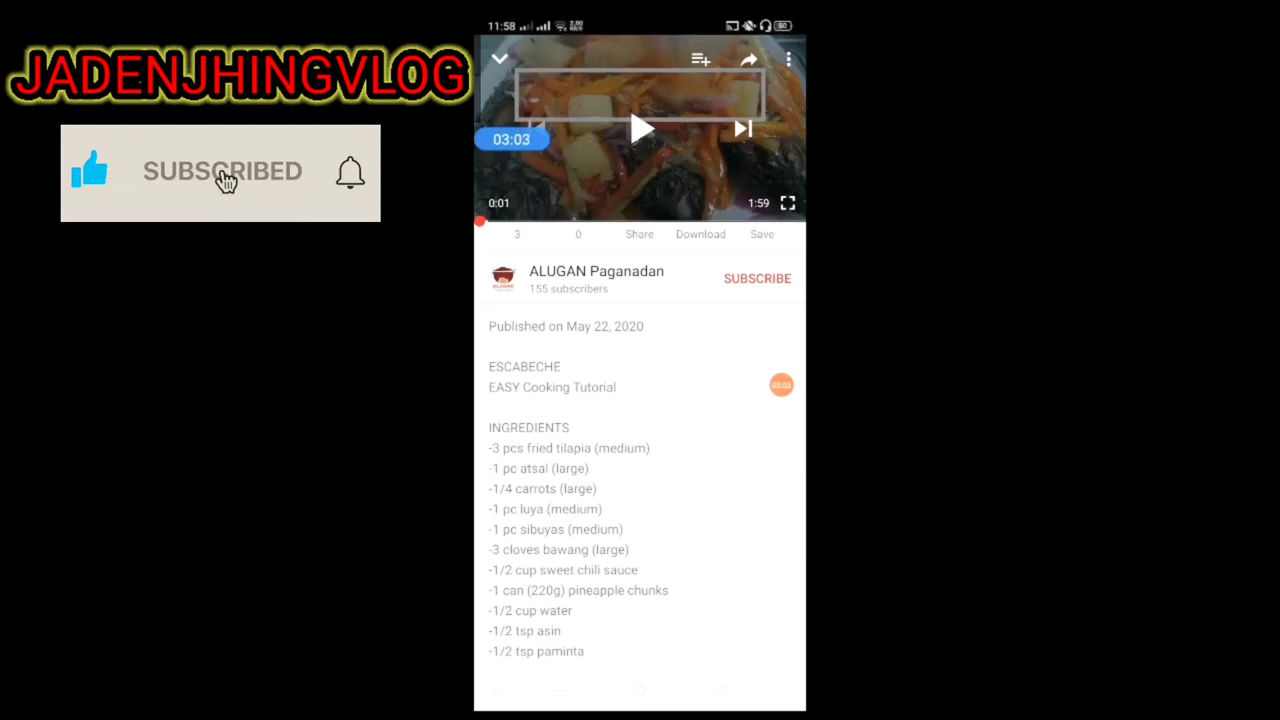 JADENJHINGVLOG
SUBSCRIBED
11:58
03:03
0:01
1:59
3
0
Share
Download
Save
ALUGAN Paganadan
155 subscribers
SUBSCRIBE
Published on May 22, 2020
ESCABECHE
EASY Cooking Tutorial
INGREDIENTS
-3 pcs fried tilapia (medium)
-1 pc atsal (large)
-1/4 carrots (large)
-1 pc luya (medium)
-1 pc sibuyas (medium)
-3 cloves bawang (large)
-1/2 cup sweet chili sauce
-1 can (220g) pineapple chunks
-1/2 cup water
-1/2 tsp asin
-1/2 tsp paminta